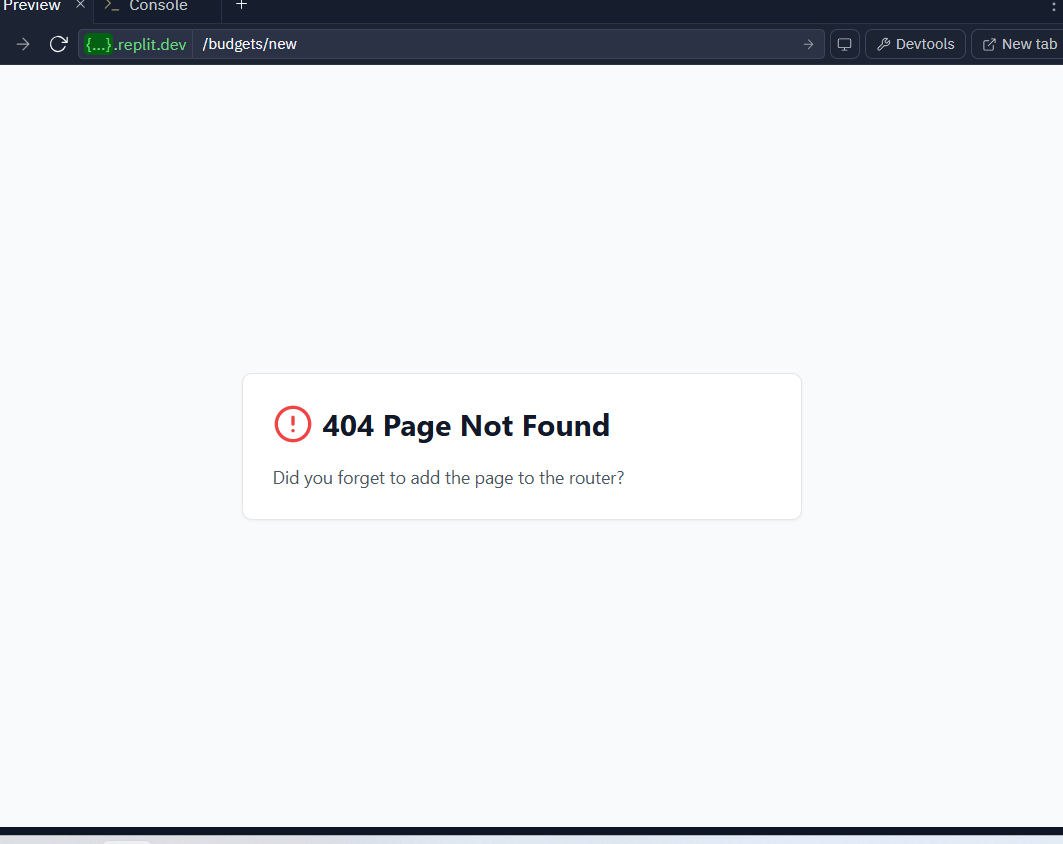 Preview
Console
{...}.replit.dev /budgets/new
Devtools
New tab
404 Page Not Found
Did you forget to add the page to the router?